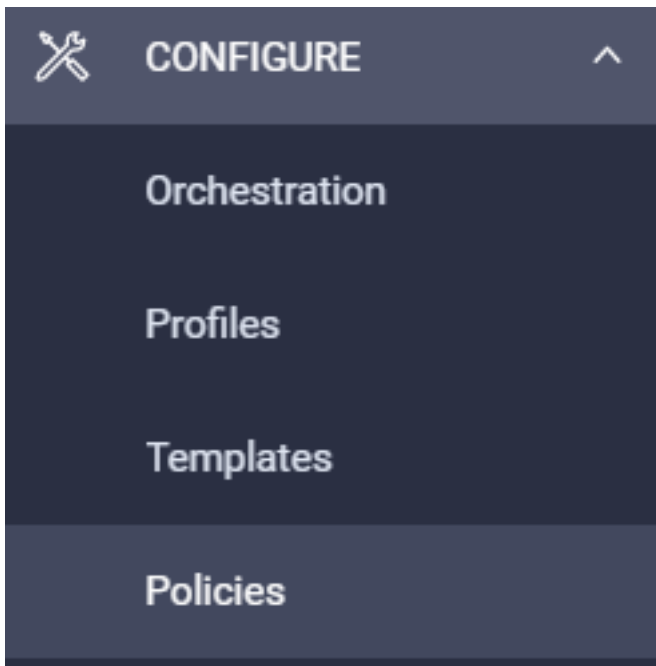 CONFIGURE
Orchestration
Profiles
Templates
Policies